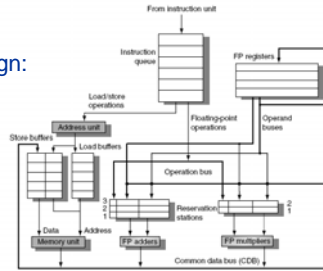 From instruction unit
Instruction
queue
FP registers
gn:
Load/store
operations
Address unit
Floating-point
operations
Operand
buses
Store buffers
Load buffers
Operation bus
3
2
1
Reservation
stations
2
1
Data
Address
Memory unit
FP adders
FP multipliers
Common data bus (CDB)